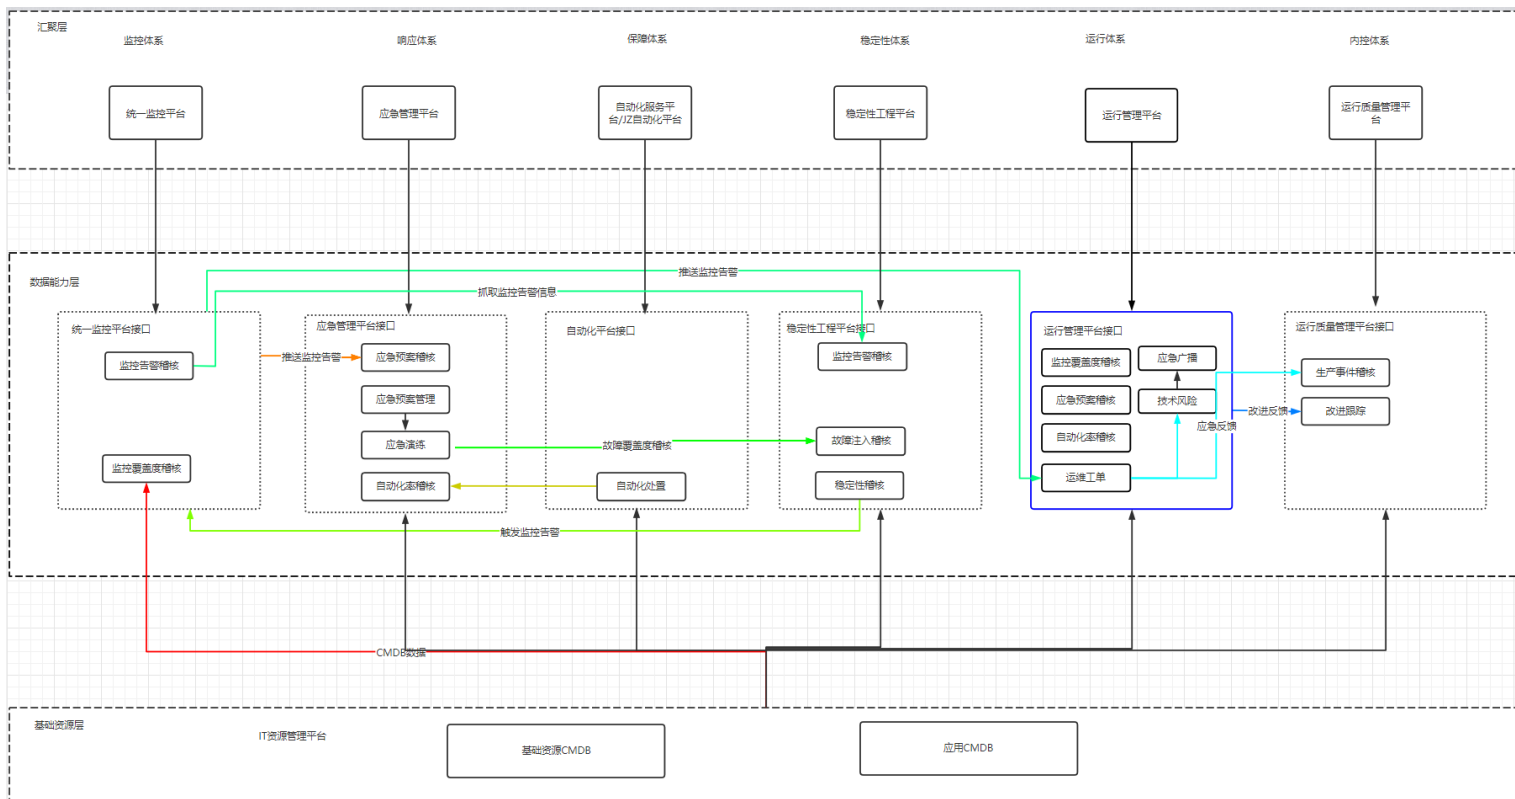 汇聚层
监控体系
响应体系
保障体系
稳定性体系
运行体系
内控体系
统一监控平台
应急管理平台
自动化服务平
台/JZ自动化平台
稳定性工程平台
运行管理平台
运行质量管理平
台
数据能力层
推送监控告警
抓取监控告警信息
统一监控平台接口
监控告警稽核
监控覆盖度稽核
推送监控告警
应急管理平台接口
应急预案稽核
应急预案管理
应急演练
自动化率稽核
自动化平台接口
故障覆盖度稽核
自动化处置
触发监控告警
稳定性工程平台接口
监控告警稽核
故障注入稽核
稳定性稽核
运行管理平台接口
监控覆盖度稽核
应急广播
应急预案稽核
技术风险
自动化率稽核
运维工单
应急反馈
改进反馈
运行质量管理平台接口
生产事件稽核
改进跟踪
CMDB数据
基础资源层
IT资源管理平台
基础资源CMDB
应用CMDB